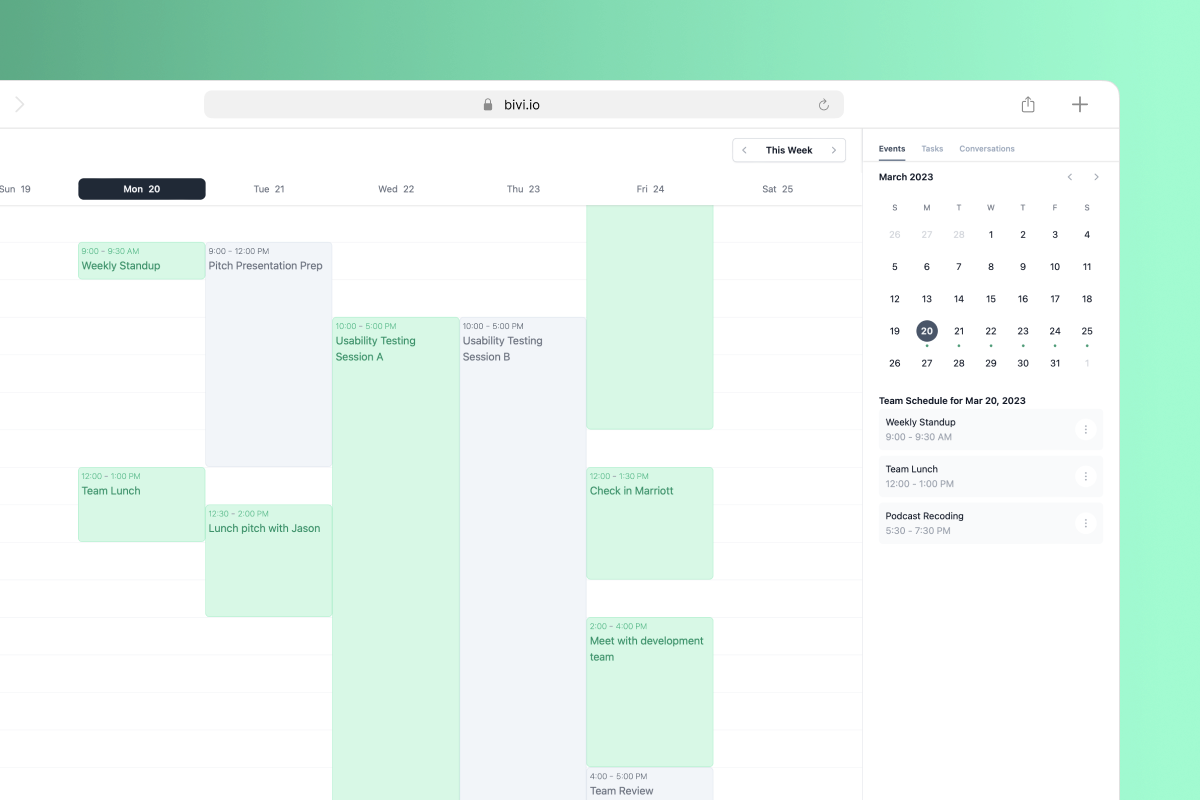 bivi.io
This Week
Sun 19
Mon 20
Tue 21
Wed 22
Thu 23
Fri 24
Sat 25
9:00 – 9:30 AM
Weekly Standup
12:00 – 1:00 PM
Team Lunch
9:00 – 12:00 PM
Pitch Presentation Prep
12:30 – 2:00 PM
Lunch pitch with Jason
10:00 – 5:00 PM
Usability Testing
Session A
10:00 – 5:00 PM
Usability Testing
Session B
12:00 – 1:30 PM
Check in Marriott
2:00 – 4:00 PM
Meet with development
team
4:00 – 5:00 PM
Team Review
Events Tasks Conversations
March 2023
S M T W T F S
26 27 28 1 2 3 4
5 6 7 8 9 10 11
12 13 14 15 16 17 18
19 20 21 22 23 24 25
26 27 28 29 30 31 1
Team Schedule for Mar 20, 2023
Weekly Standup
9:00 - 9:30 AM
Team Lunch
12:00 - 1:00 PM
Podcast Recoding
5:30 - 7:30 PM